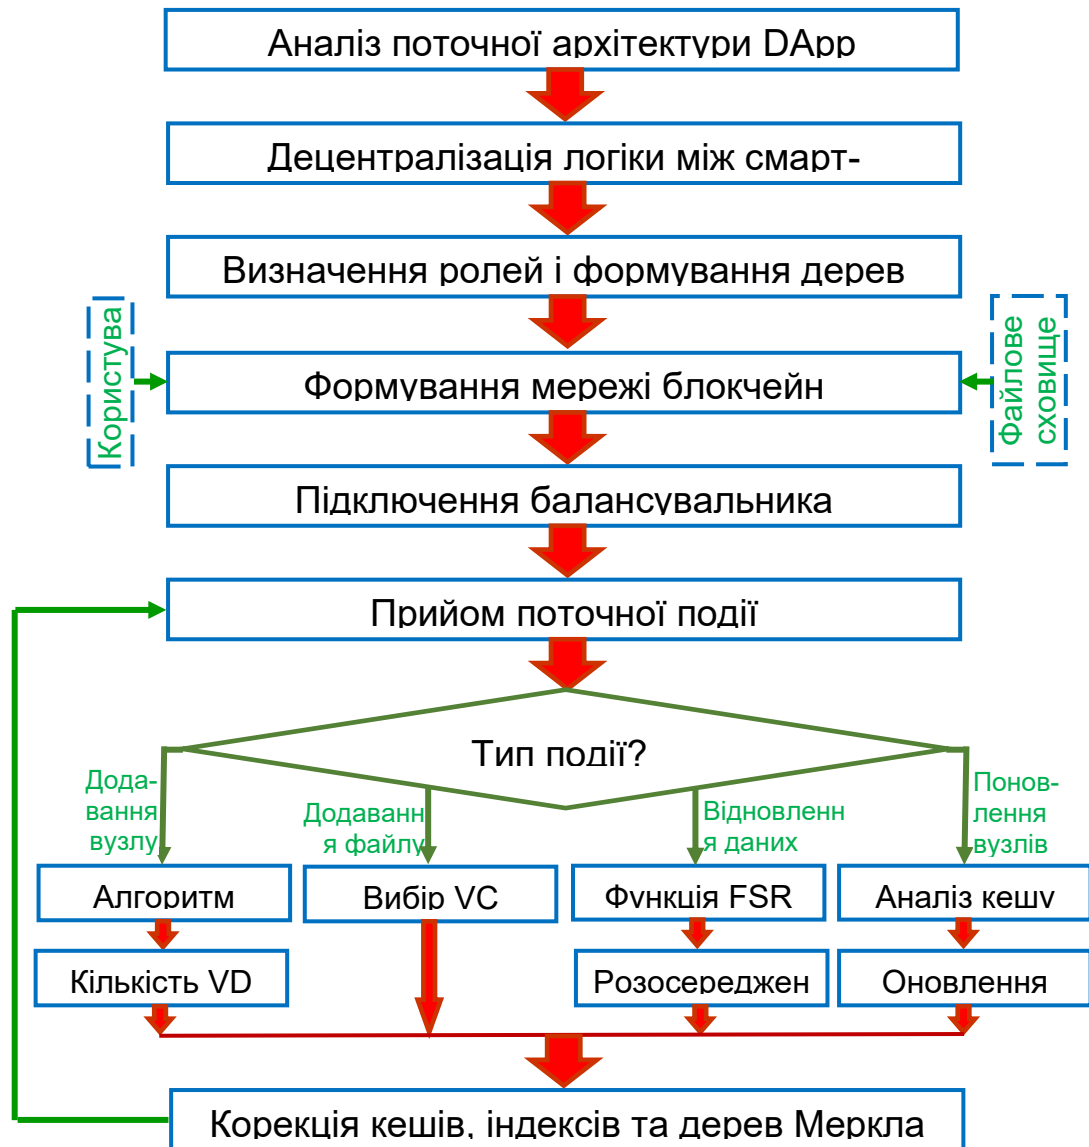 Аналіз поточної архітектури DApp
Децентралізація логіки між смарт-
Визначення ролей і формування дерев
Користува
Формування мережі блокчейн
Файлове
сховище
Підключення балансувальника
Прийом поточної події
Тип події?
Дода-
вання
вузлу
Додаванн
я файлу
Відновленн
я даних
Понов-
лення
вузлів
Алгоритм
Вибір VC
Функція FSR
Аналіз кешу
Кількість VD
Розосереджен
Оновлення
Корекція кешів, індексів та дерев Меркла